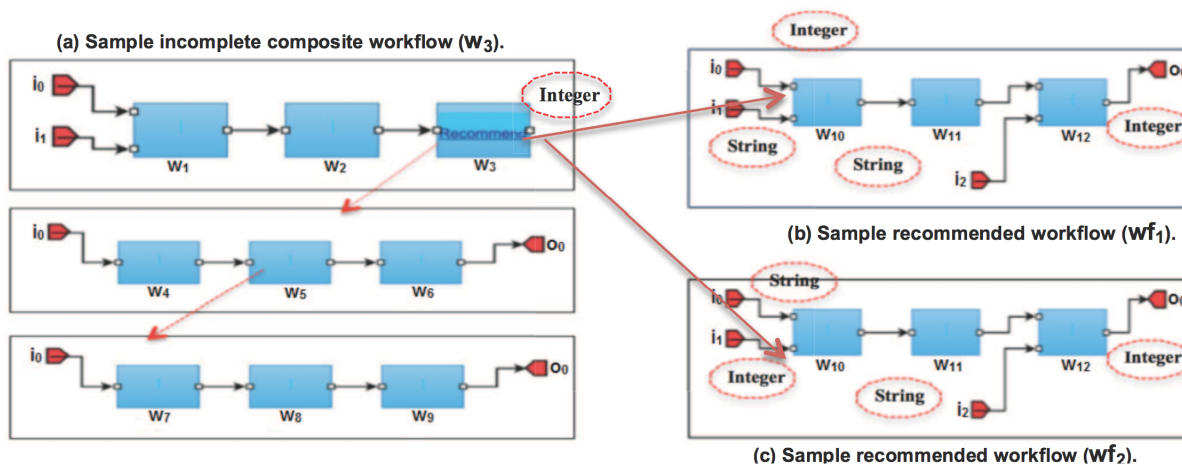 (a) Sample incomplete composite workflow (W3).
i0
i1
W1
W2
Recommend
W3
Integer
i0
W4
W5
W6
O0
i0
W7
W8
W9
O0
Integer
i0
i1
String
W10
String
W11
W12
i2
Integer
(b) Sample recommended workflow (wf1).
String
i0
i1
Integer
W10
String
W11
W12
i2
Integer
(c) Sample recommended workflow (wf2).